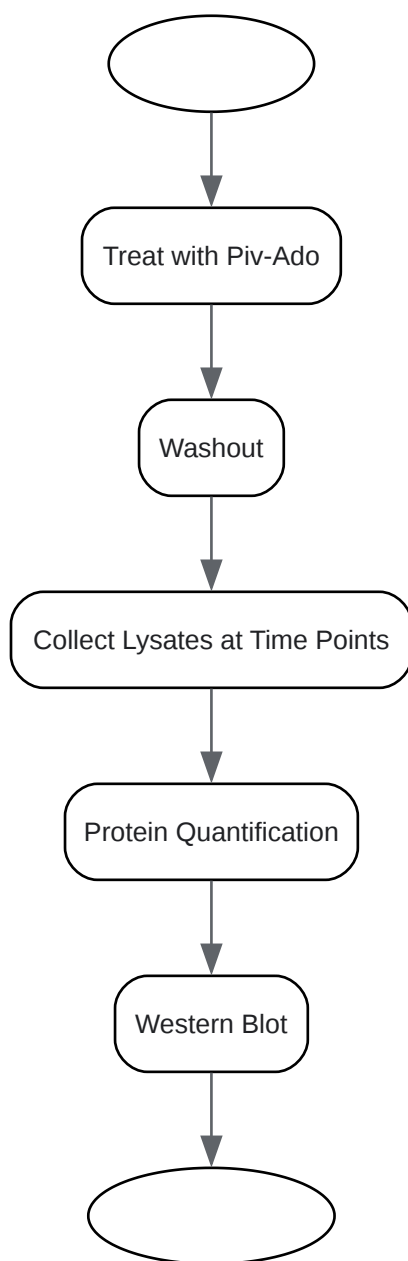 Treat with Piv-Ado
Washout
Collect Lysates at Time Points
Protein Quantification
Western Blot